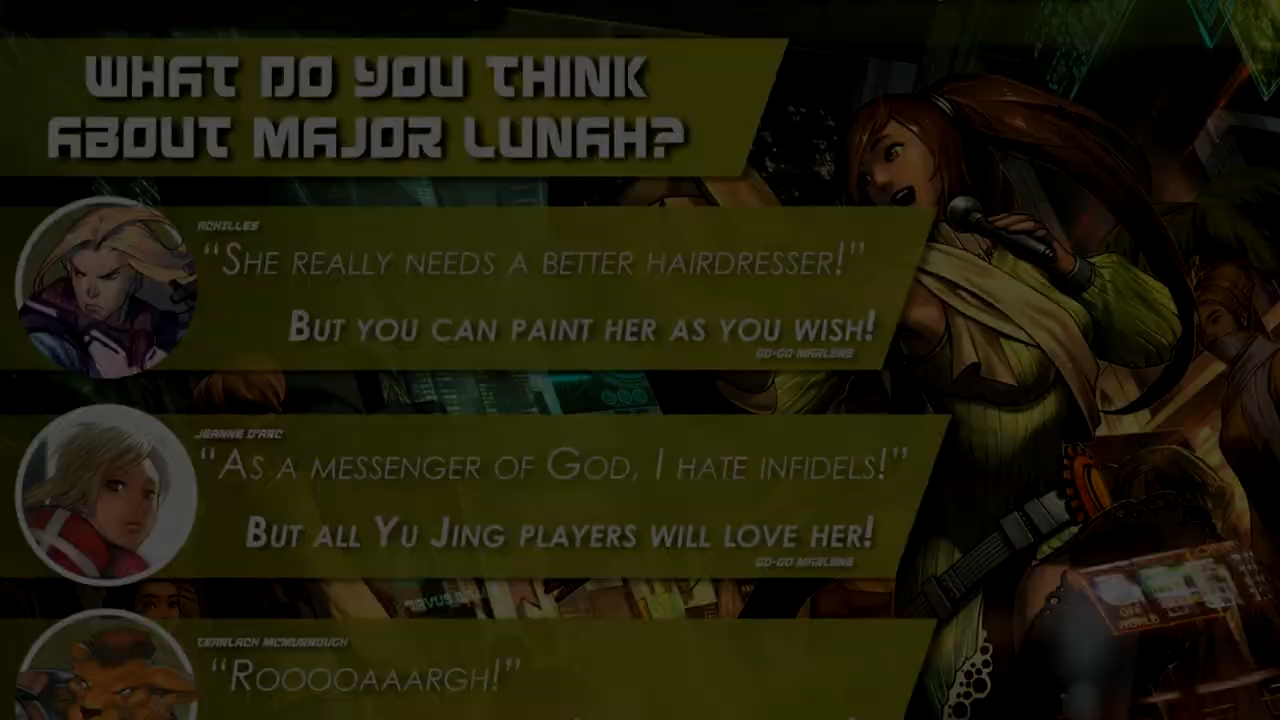 WHAT DO YOU THINK
ABOUT MAJOR LUNAH?
ACHILLES
“SHE REALLY NEEDS A BETTER HAIRDRESSER!”
BUT YOU CAN PAINT HER AS YOU WISH!
GO-GO MARLENE
JEANNE D'ARC
“AS A MESSENGER OF GOD, I HATE INFIDELS!”
BUT ALL YU JING PLAYERS WILL LOVE HER!
GO-GO MARLENE
TEARLACH MCMURROUGH
“ROOOOAAARGH!”